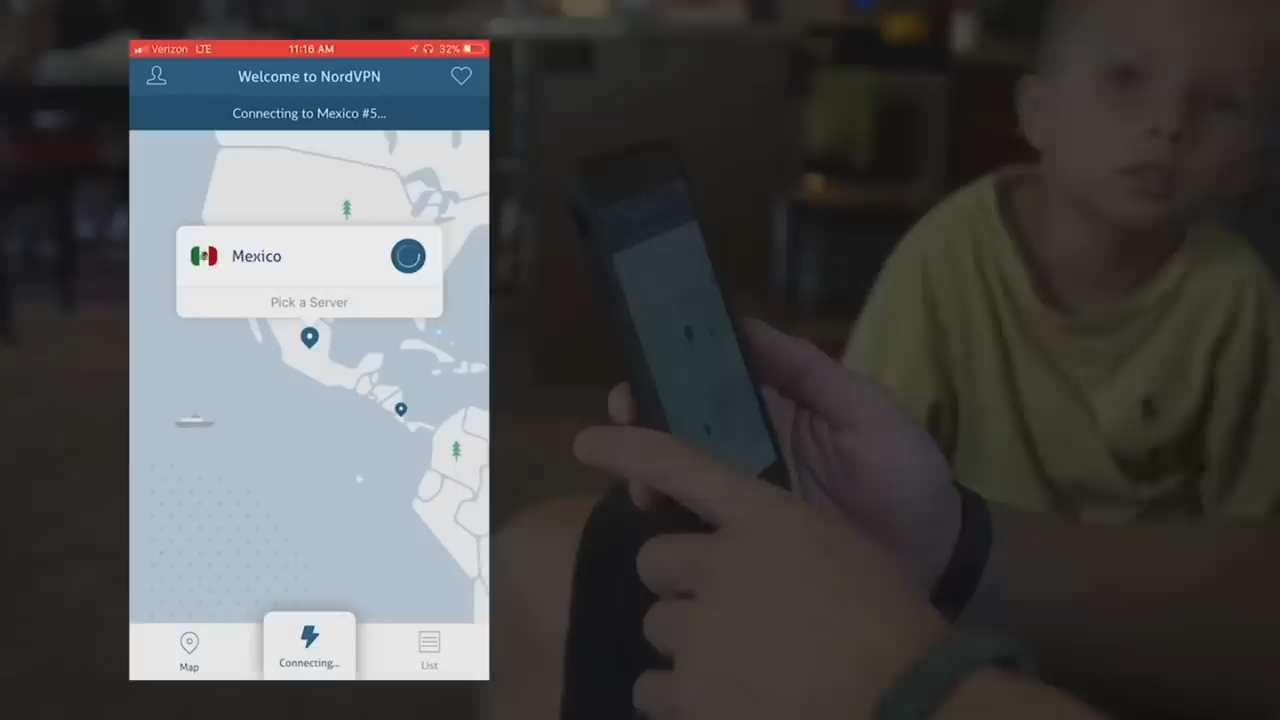 Verizon LTE 11:16 AM 32%
Welcome to NordVPN
Connecting to Mexico #5...
Mexico
Pick a Server
Map
Connecting...
List